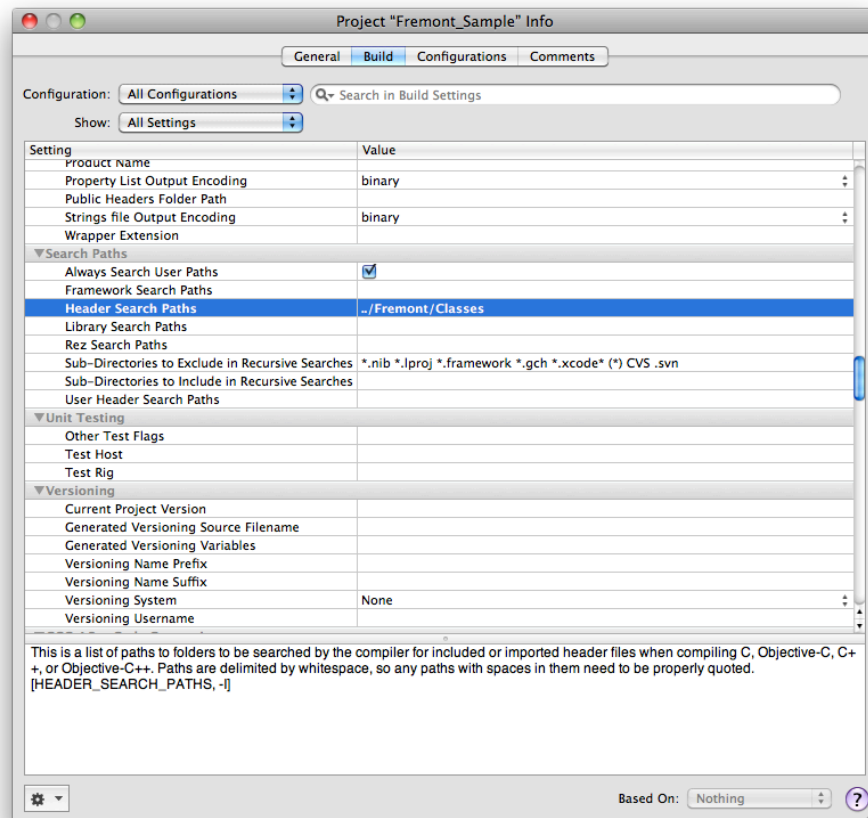 Project “Fremont_Sample” Info
General Build Configurations Comments
Configuration: All Configurations Search in Build Settings
Show: All Settings
Setting Value
Product Name
Property List Output Encoding binary
Public Headers Folder Path
Strings file Output Encoding binary
Wrapper Extension
▼Search Paths
Always Search User Paths
Framework Search Paths
Header Search Paths ../Fremont/Classes
Library Search Paths
Rez Search Paths
Sub-Directories to Exclude in Recursive Searches *.nib *.lproj *.framework *.gch *.xcode* (*) CVS .svn
Sub-Directories to Include in Recursive Searches
User Header Search Paths
▼Unit Testing
Other Test Flags
Test Host
Test Rig
▼Versioning
Current Project Version
Generated Versioning Source Filename
Generated Versioning Variables
Versioning Name Prefix
Versioning Name Suffix
Versioning System None
Versioning Username
This is a list of paths to folders to be searched by the compiler for included or imported header files when compiling C, Objective-C, C+
+, or Objective-C++. Paths are delimited by whitespace, so any paths with spaces in them need to be properly quoted.
[HEADER_SEARCH_PATHS, -I]
Based On: Nothing ?